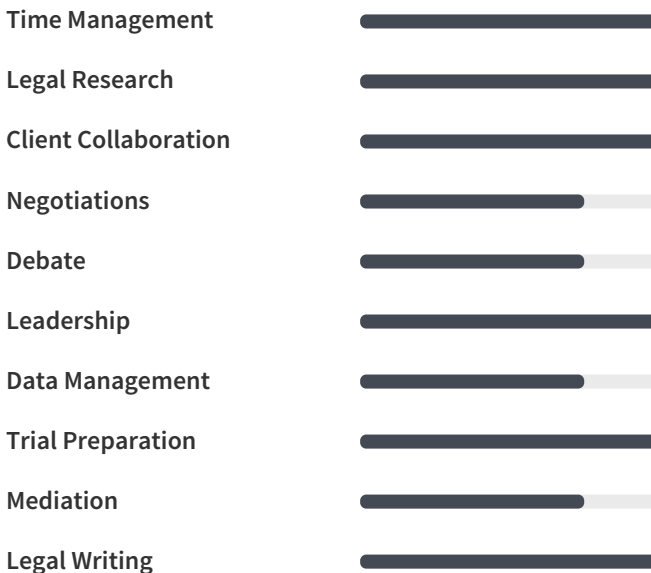 Time Management
Legal Research
Client Collaboration
Negotiations
Debate
Leadership
Data Management
Trial Preparation
Mediation
Legal Writing